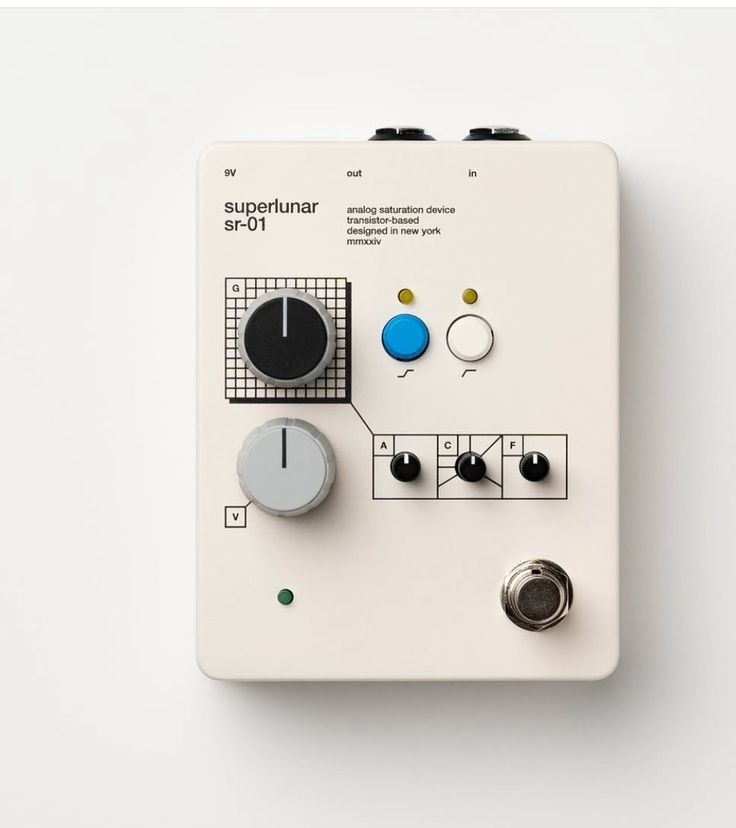 9V
out
in
superlunar
sr-01
analog saturation device
transistor-based
designed in new york
mmxxiv
G
A
C
F
V